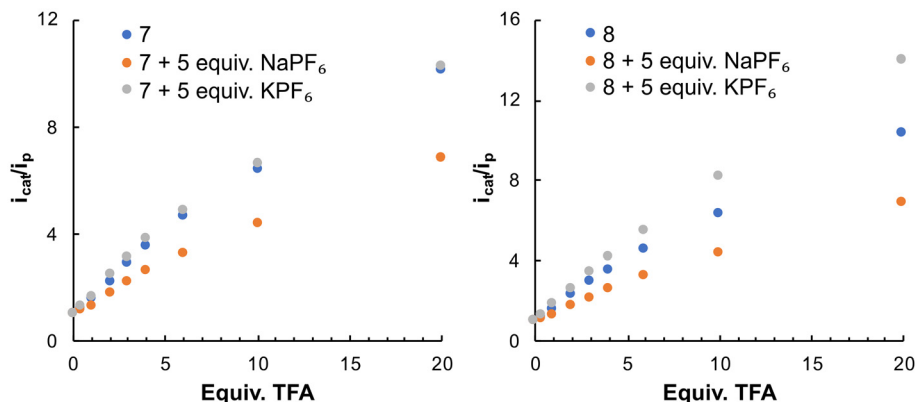 12
8
4
0
i_cat/i_p
7
7 + 5 equiv. NaPF₆
7 + 5 equiv. KPF₆
0 5 10 15 20
Equiv. TFA
16
12
8
4
0
i_cat/i_p
8
8 + 5 equiv. NaPF₆
8 + 5 equiv. KPF₆
0 5 10 15 20
Equiv. TFA